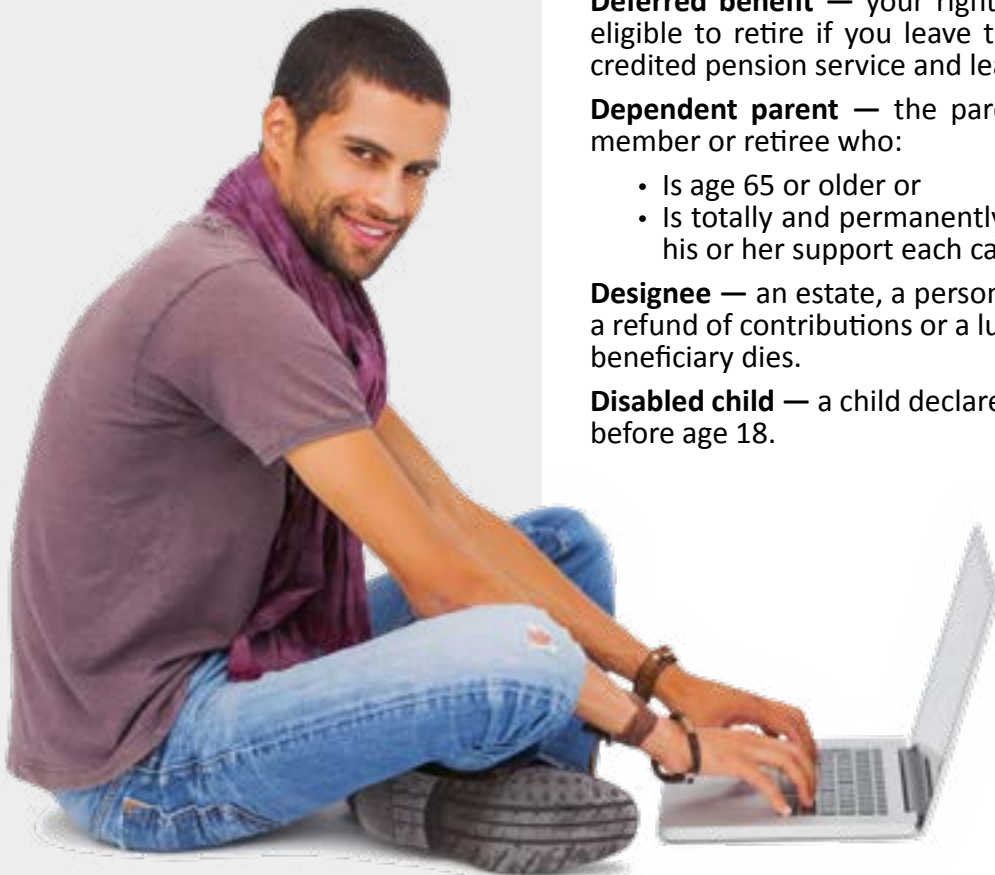 Deferred benefit — your right
eligible to retire if you leave t
credited pension service and lea
Dependent parent — the par
member or retiree who:
• Is age 65 or older or
• Is totally and permanently
his or her support each ca
Designee — an estate, a person
a refund of contributions or a lu
beneficiary dies.
Disabled child — a child declare
before age 18.